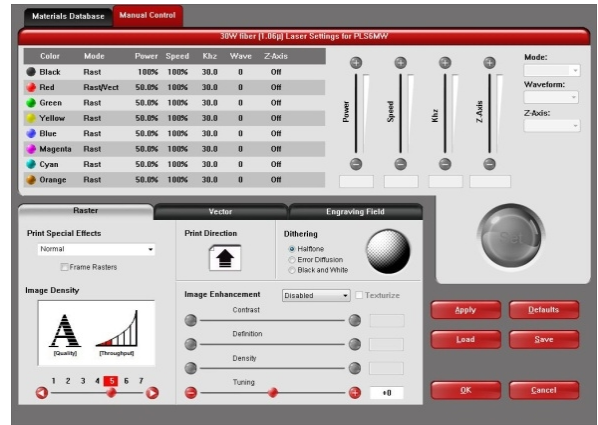 Materials Database Manual Control
30W fiber (1.06µ) Laser Settings for PLS6MW
Color Mode Power Speed Khz Wave Z-Axis
Black Rast 100% 100% 30.0 0 Off
Red Rast/Vect 50.0% 100% 30.0 0 Off
Green Rast 50.0% 100% 30.0 0 Off
Yellow Rast 50.0% 100% 30.0 0 Off
Blue Rast 50.0% 100% 30.0 0 Off
Magenta Rast 50.0% 100% 30.0 0 Off
Cyan Rast 50.0% 100% 30.0 0 Off
Orange Rast 50.0% 100% 30.0 0 Off
Power
Speed
Khz
Z-Axis
Mode:
Waveform:
Z-Axis:
Set
Raster Vector Engraving Field
Print Special Effects
Normal
Frame Rasters
Print Direction
Dithering
Halftone
Error Diffusion
Black and White
Image Density
A
[Quality] [Throughput]
1 2 3 4 5 6 7
Image Enhancement Disabled Texturize
Contrast
Definition
Density
Tuning
+0
Apply Defaults
Load Save
OK Cancel